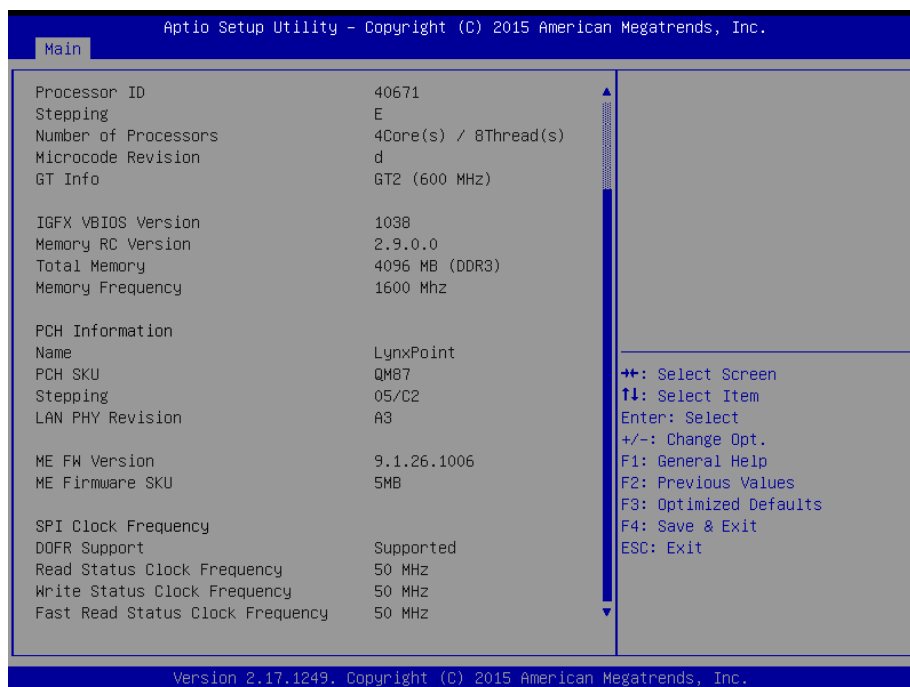 Aptio Setup Utility – Copyright (C) 2015 American Megatrends, Inc.
Main
Processor ID 40671
Stepping E
Number of Processors 4Core(s) / 8Thread(s)
Microcode Revision d
GT Info GT2 (600 MHz)
IGFX VBIOS Version 1038
Memory RC Version 2.9.0.0
Total Memory 4096 MB (DDR3)
Memory Frequency 1600 Mhz
PCH Information
Name LynxPoint
PCH SKU QM87
Stepping 05/C2
LAN PHY Revision A3
ME FW Version 9.1.26.1006
ME Firmware SKU 5MB
SPI Clock Frequency
DOFR Support Supported
Read Status Clock Frequency 50 MHz
Write Status Clock Frequency 50 MHz
Fast Read Status Clock Frequency 50 MHz
→←: Select Screen
↑↓: Select Item
Enter: Select
+/-: Change Opt.
F1: General Help
F2: Previous Values
F3: Optimized Defaults
F4: Save & Exit
ESC: Exit
Version 2.17.1249. Copyright (C) 2015 American Megatrends, Inc.